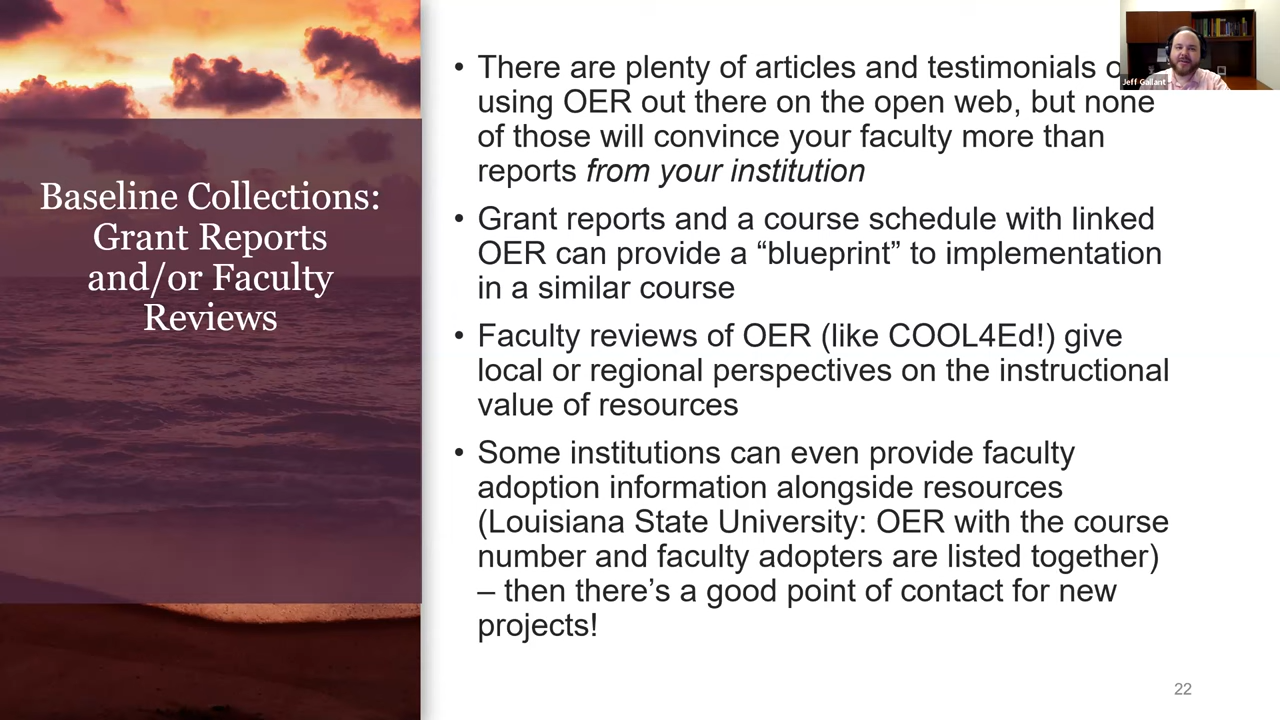 Baseline Collections:
Grant Reports
and/or Faculty
Reviews
• There are plenty of articles and testimonials
using OER out there on the open web, but none
of those will convince your faculty more than
reports from your institution
• Grant reports and a course schedule with linked
OER can provide a “blueprint” to implementation
in a similar course
• Faculty reviews of OER (like COOL4Ed!) give
local or regional perspectives on the instructional
value of resources
• Some institutions can even provide faculty
adoption information alongside resources
(Louisiana State University: OER with the course
number and faculty adopters are listed together)
– then there’s a good point of contact for new
projects!
Jeff Gallant
22